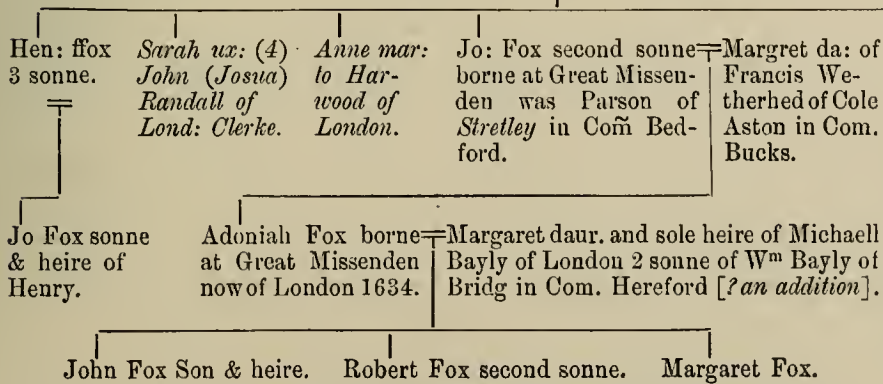 Hen: ffox
3 sonne.
Sarah ux: (4)
John (Josua)
Randall of
Lond: Clerke.
Anne mar:
to Har-
wood of
London.
Jo: Fox second sonne
borne at Great Missen-
den was Parson of
Stretley in Com̃ Bed-
ford.
Margret da: of
Francis We-
therhed of Cole
Aston in Com.
Bucks.
Jo Fox sonne
& heire of
Henry.
Adoniah Fox borne
at Great Missenden
now of London 1634.
Margaret daur. and sole heire of Michaell
Bayly of London 2 sonne of Wᵐ Bayly of
Bridg in Com. Hereford [? an addition].
John Fox Son & heire.
Robert Fox second sonne.
Margaret Fox.